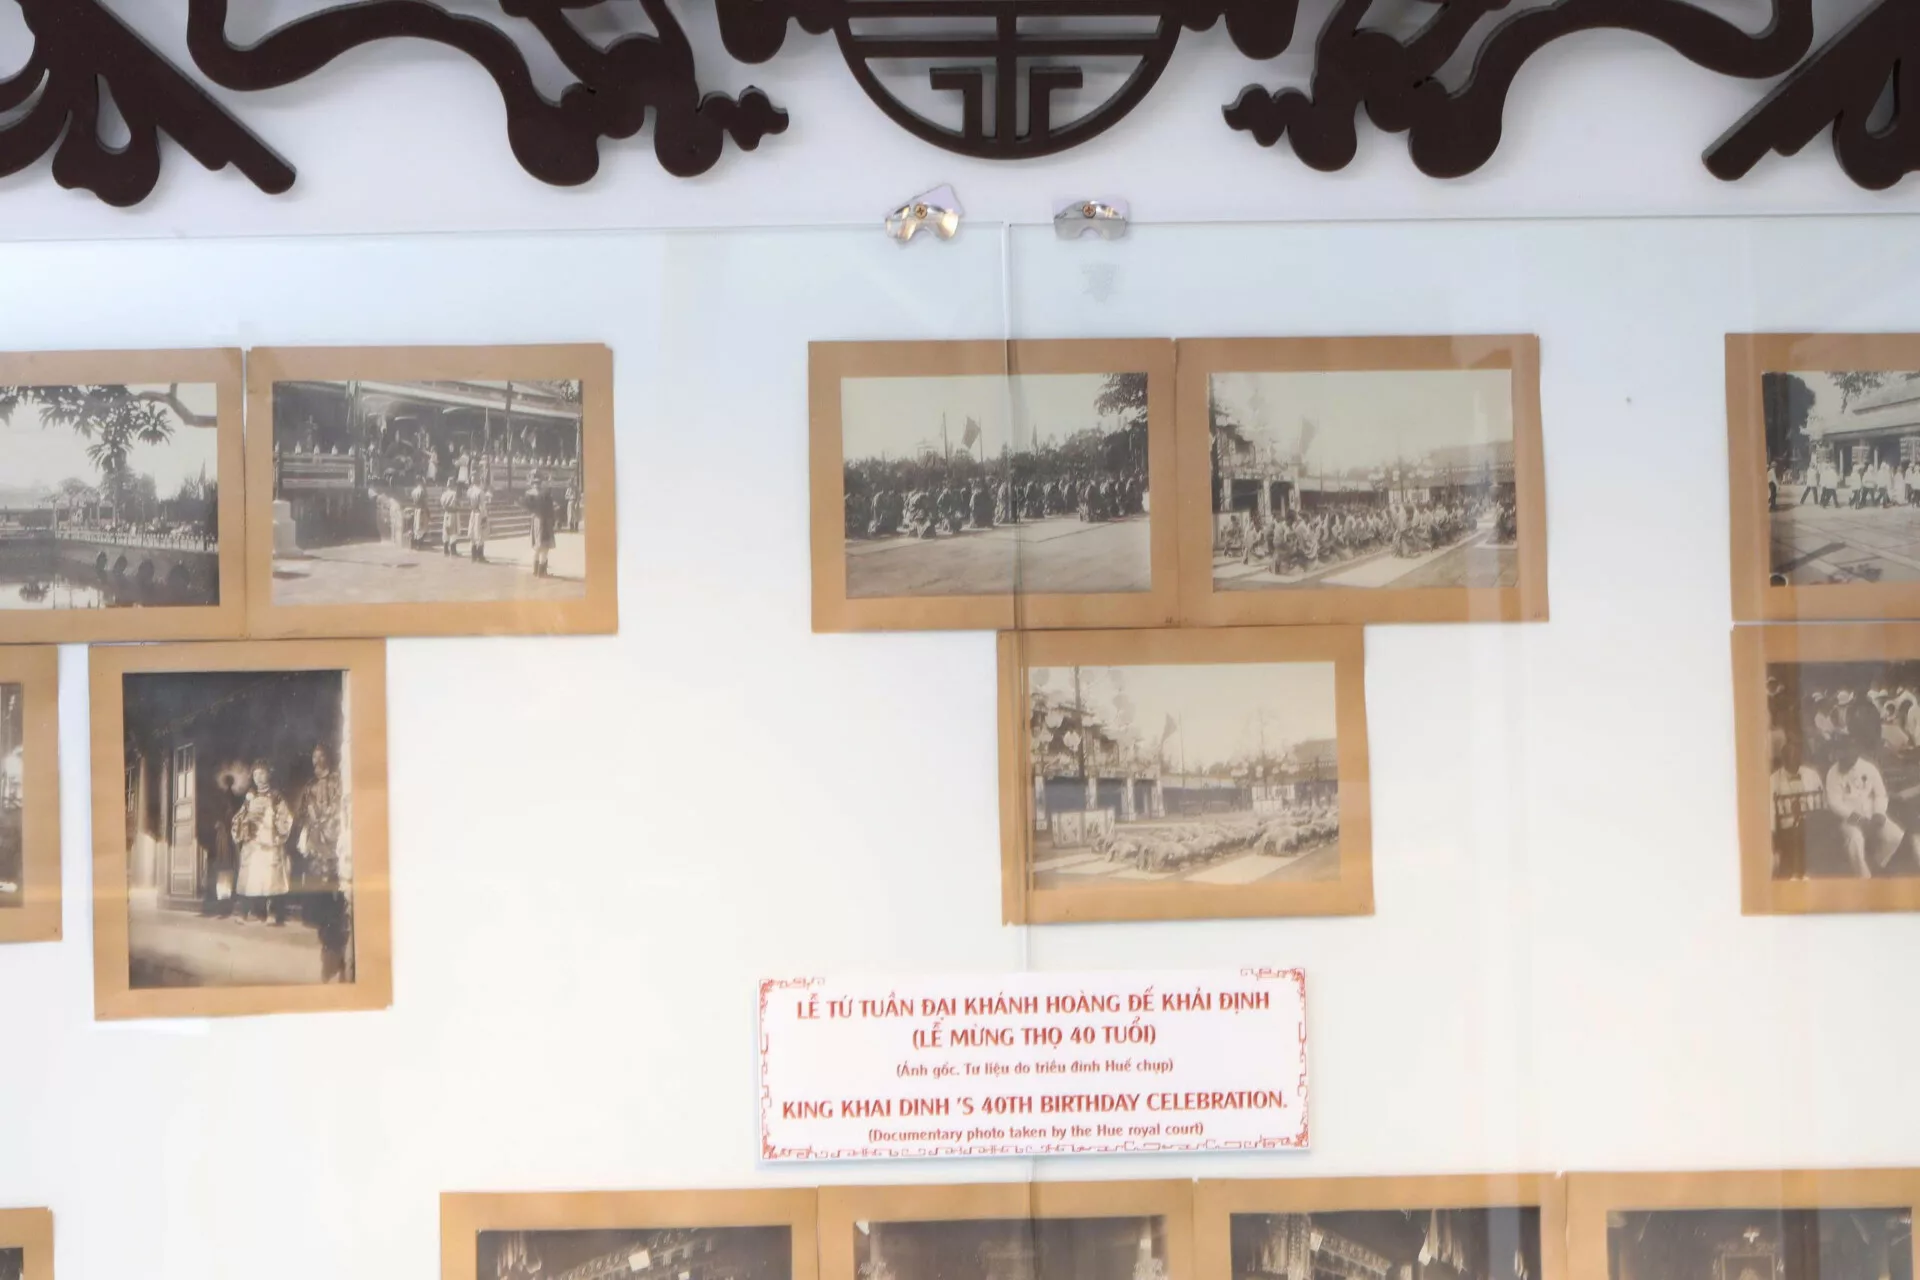 LỄ TỨ TUẦN ĐẠI KHÁNH HOÀNG ĐẾ KHẢI ĐỊNH
(LỄ MỪNG THỌ 40 TUỔI)
(Ảnh gốc. Tư liệu do triều đình Huế chụp)
KING KHAI DINH 'S 40TH BIRTHDAY CELEBRATION.
(Documentary photo taken by the Hue royal court)